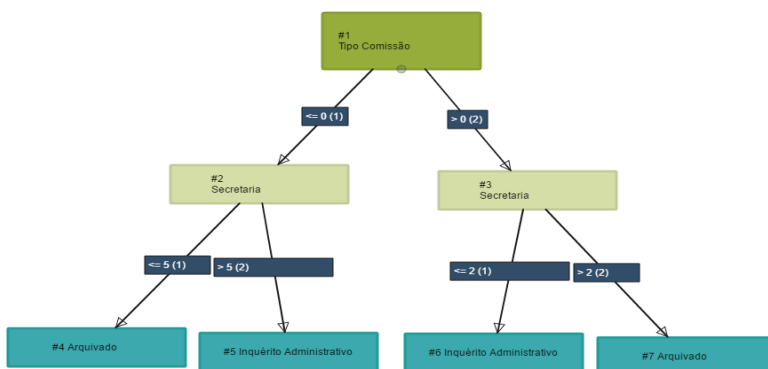 #1
Tipo Comissão
<= 0 (1)
> 0 (2)
#2
Secretaria
#3
Secretaria
<= 5 (1)
> 5 (2)
<= 2 (1)
> 2 (2)
#4 Arquivado
#5 Inquèrito Administrativo
#6 Inquèrito Administrativo
#7 Arquivado